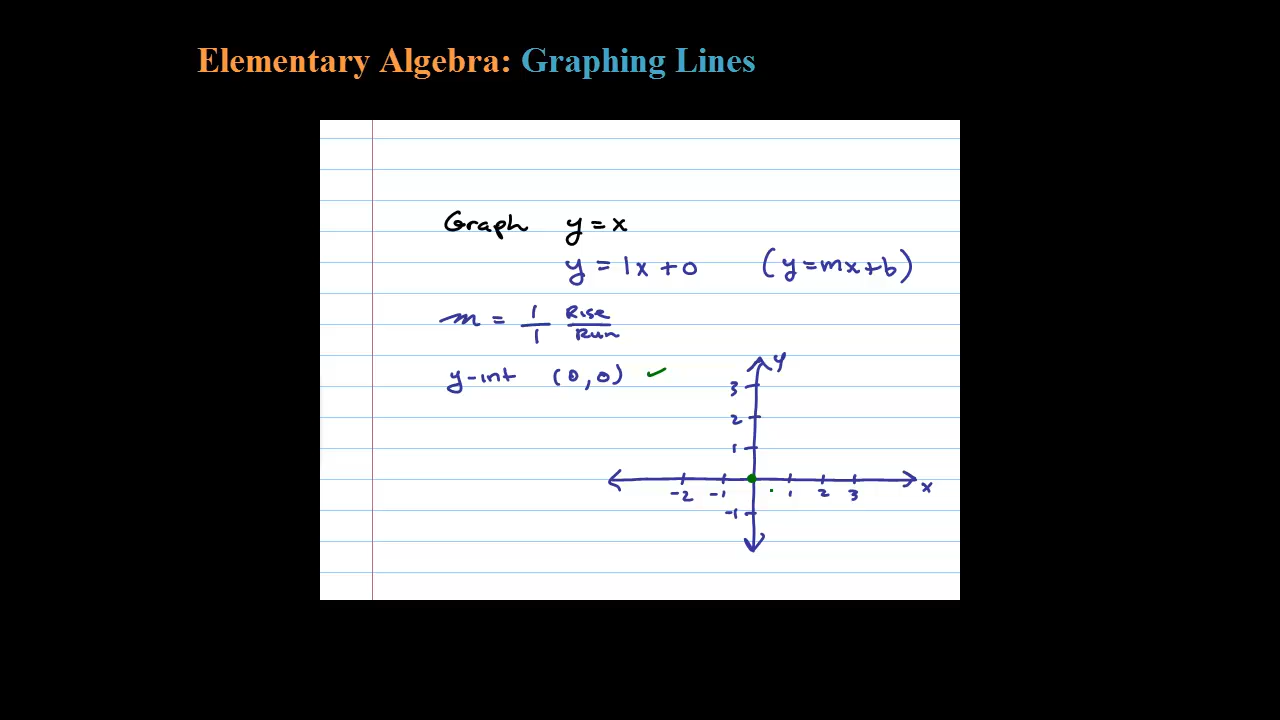 Elementary Algebra: Graphing Lines
Graph y = x
y = 1x + 0 (y = mx + b)
m = 1/1 Rise/Run
y-int (0, 0) ✓
y
3
2
1
-2 -1 1 2 3 x
-1